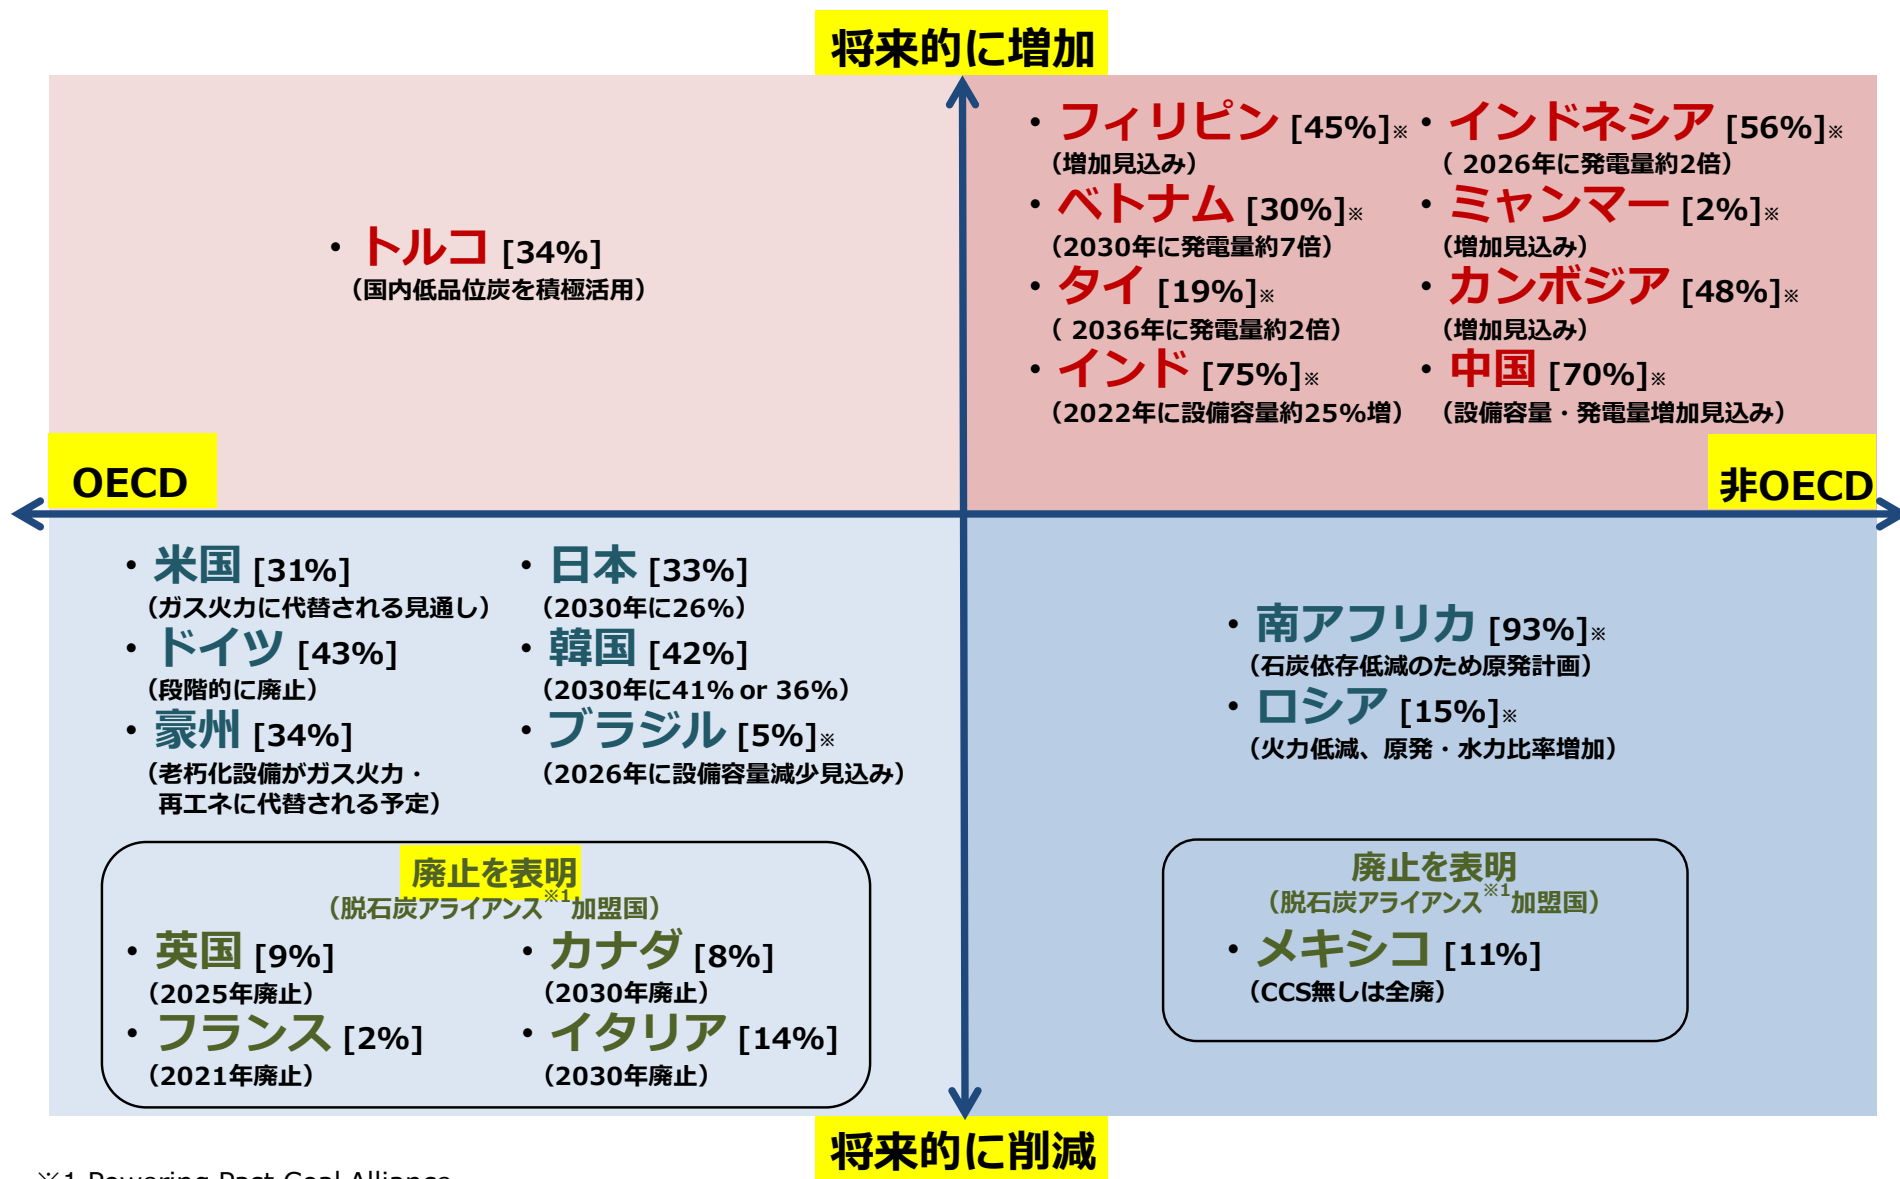 将来的に増加
・フィリピン [45%]※
（増加見込み）
・ベトナム [30%]※
（2030年に発電量約7倍）
・タイ [19%]※
（ 2036年に発電量約2倍）
・インド [75%]※
（2022年に設備容量約25%増）
・インドネシア [56%]※
（ 2026年に発電量約2倍）
・ミャンマー [2%]※
（増加見込み）
・カンボジア [48%]※
（増加見込み）
・中国 [70%]※
（設備容量・発電量増加見込み）
・トルコ [34%]
（国内低品位炭を積極活用）
OECD
非OECD
・米国 [31%]
（ガス火力に代替される見通し）
・ドイツ [43%]
（段階的に廃止）
・豪州 [34%]
（老朽化設備がガス火力・
再エネに代替される予定）
・日本 [33%]
（2030年に26%）
・韓国 [42%]
（2030年に41% or 36%）
・ブラジル [5%]※
（2026年に設備容量減少見込み）
・南アフリカ [93%]※
（石炭依存低減のため原発計画）
・ロシア [15%]※
（火力低減、原発・水力比率増加）
廃止を表明
（脱石炭アライアンス※1加盟国）
・英国 [9%]
（2025年廃止）
・フランス [2%]
（2021年廃止）
・カナダ [8%]
（2030年廃止）
・イタリア [14%]
（2030年廃止）
廃止を表明
（脱石炭アライアンス※1加盟国）
・メキシコ [11%]
（CCS無しは全廃）
将来的に削減
※1 Powering Past Coal Alliance